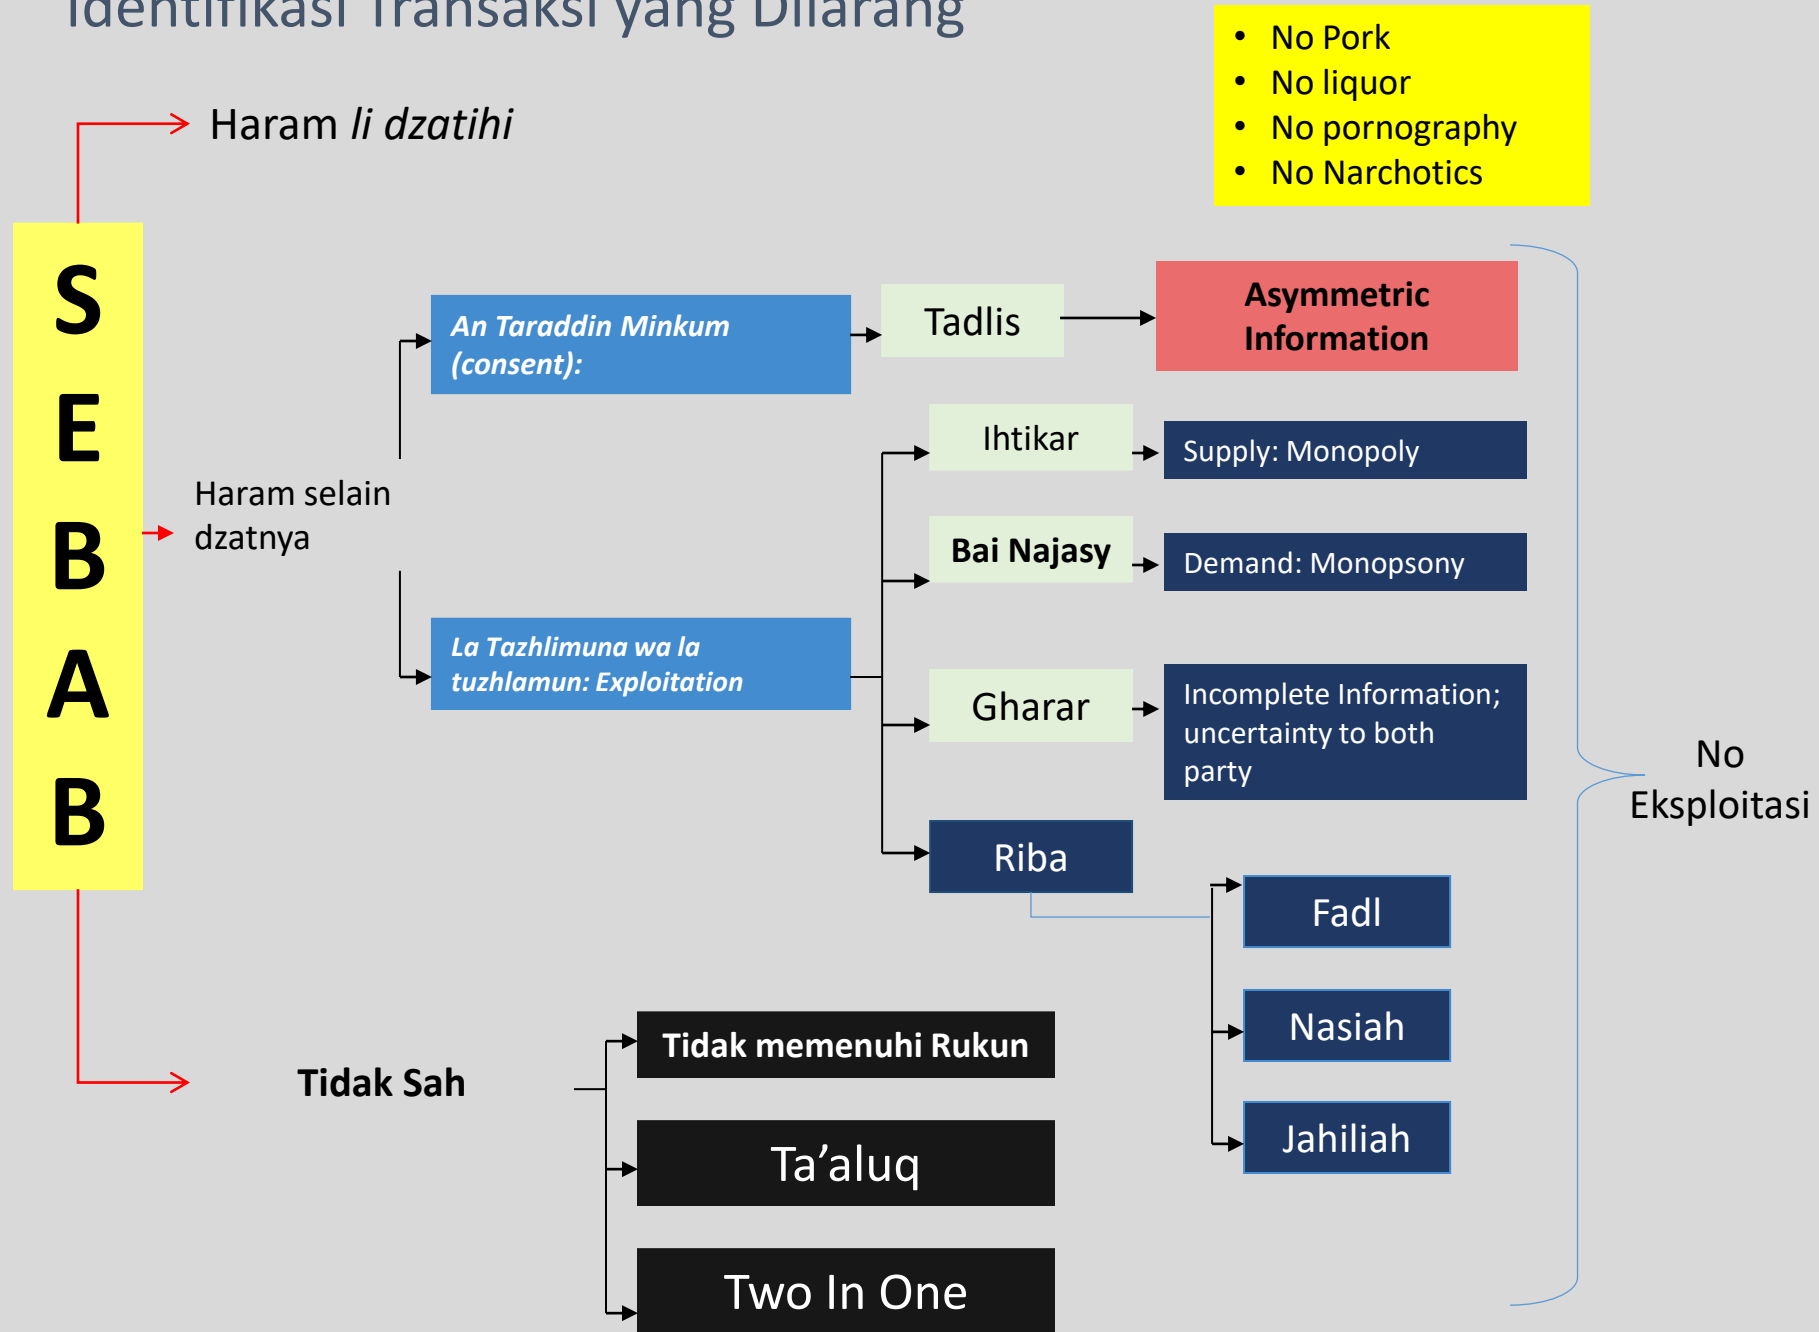 Identifikasi Transaksi yang Dilarang
• No Pork
• No liquor
• No pornography
• No Narchotics
Haram li dzatihi
S
E
B
A
B
Haram selain
dzatnya
An Taraddin Minkum
(consent):
Tadlis
Asymmetric
Information
La Tazhlimuna wa la
tuzhlamun: Exploitation
Ihtikar
Supply: Monopoly
Bai Najasy
Demand: Monopsony
Gharar
Incomplete Information;
uncertainty to both
party
Riba
Fadl
Nasiah
Jahiliah
No
Eksploitasi
Tidak Sah
Tidak memenuhi Rukun
Ta’aluq
Two In One